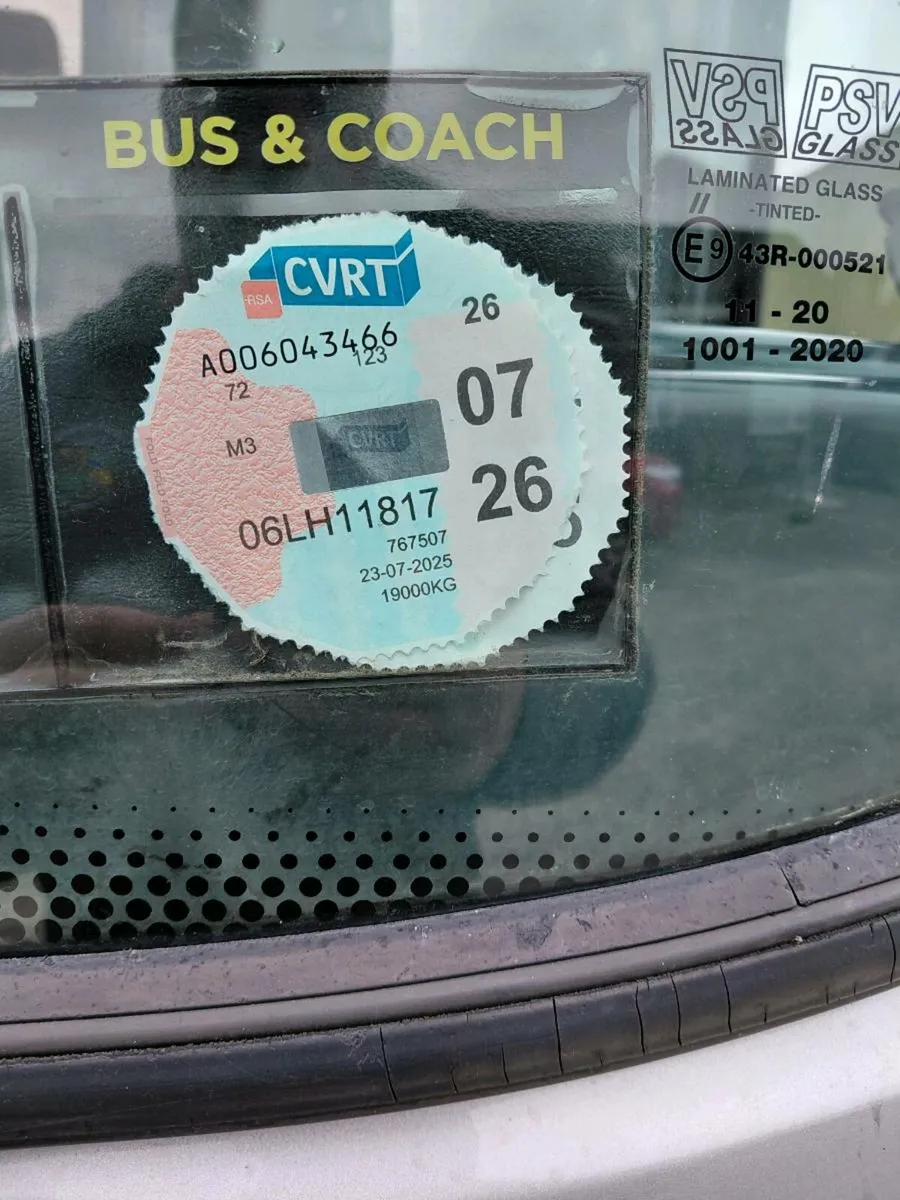 BUS & COACH
CVRT
RSA
A006043466
123
26
72
07
M3
CVRT
26
06LH11817
767507
23-07-2025
19000KG
PSV
GLASS
PSV
GLASS
LAMINATED GLASS
//
-TINTED-
E9 43R-000521
11 - 20
1001 - 2020